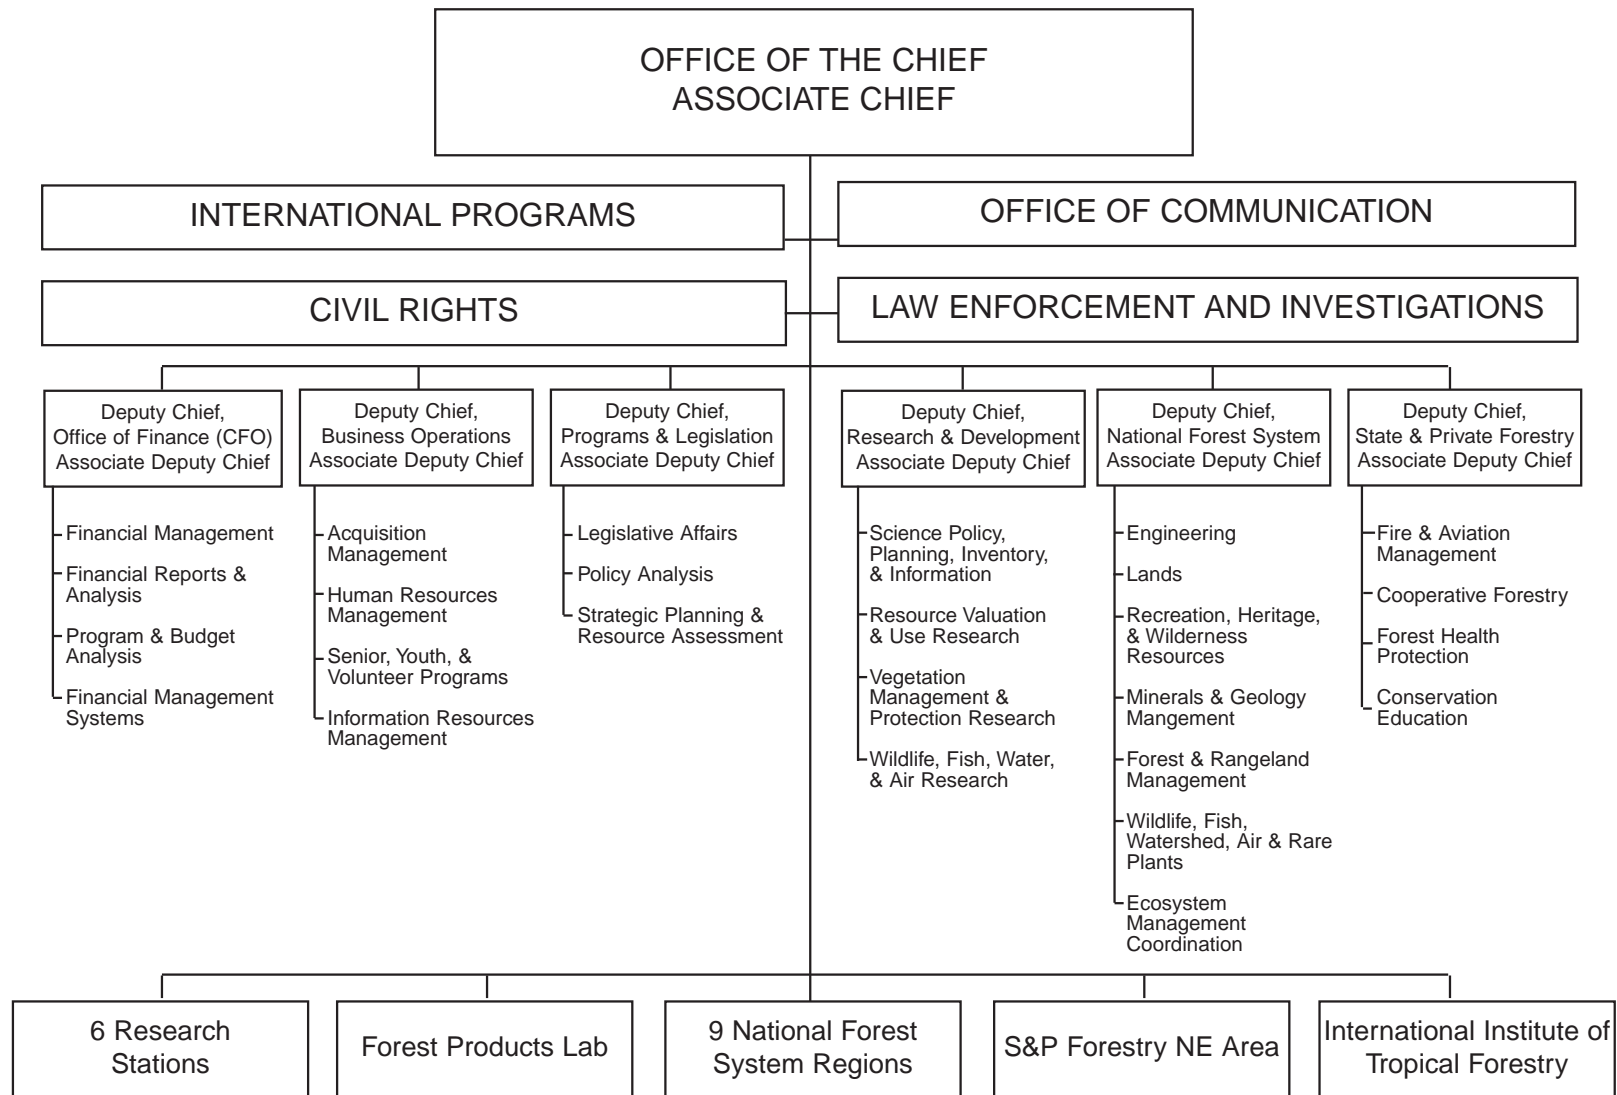 OFFICE OF THE CHIEF
ASSOCIATE CHIEF
INTERNATIONAL PROGRAMS
OFFICE OF COMMUNICATION
CIVIL RIGHTS
LAW ENFORCEMENT AND INVESTIGATIONS
Deputy Chief,
Office of Finance (CFO)
Associate Deputy Chief
Financial Management
Financial Reports &
Analysis
Program & Budget
Analysis
Financial Management
Systems
Deputy Chief,
Business Operations
Associate Deputy Chief
Acquisition
Management
Human Resources
Management
Senior, Youth, &
Volunteer Programs
Information Resources
Management
Deputy Chief,
Programs & Legislation
Associate Deputy Chief
Legislative Affairs
Policy Analysis
Strategic Planning &
Resource Assessment
Deputy Chief,
Research & Development
Associate Deputy Chief
Science Policy,
Planning, Inventory,
& Information
Resource Valuation
& Use Research
Vegetation
Management &
Protection Research
Wildlife, Fish, Water,
& Air Research
Deputy Chief,
National Forest System
Associate Deputy Chief
Engineering
Lands
Recreation, Heritage,
& Wilderness
Resources
Minerals & Geology
Mangement
Forest & Rangeland
Management
Wildlife, Fish,
Watershed, Air & Rare
Plants
Ecosystem
Management
Coordination
Deputy Chief,
State & Private Forestry
Associate Deputy Chief
Fire & Aviation
Management
Cooperative Forestry
Forest Health
Protection
Conservation
Education
6 Research
Stations
Forest Products Lab
9 National Forest
System Regions
S&P Forestry NE Area
International Institute of
Tropical Forestry